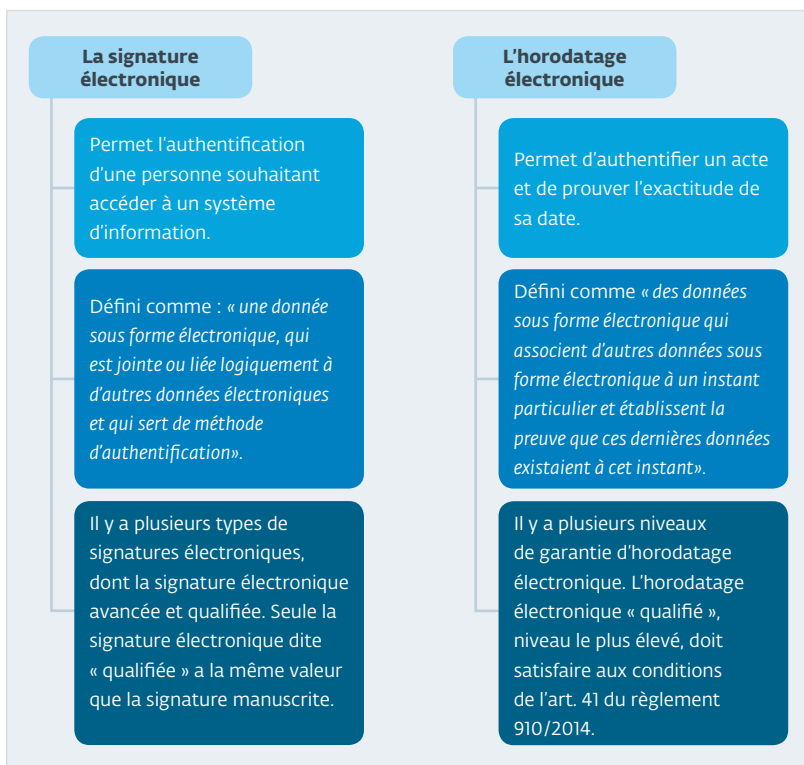 La signature
électronique
Permet l'authentification
d'une personne souhaitant
accéder à un système
d'information.
Défini comme : « une donnée
sous forme électronique, qui
est jointe ou liée logiquement à
d'autres données électroniques
et qui sert de méthode
d'authentification».
Il y a plusieurs types de
signatures électroniques,
dont la signature électronique
avancée et qualifiée. Seule la
signature électronique dite
« qualifiée » a la même valeur
que la signature manuscrite.
L'horodatage
électronique
Permet d'authentifier un acte
et de prouver l'exactitude de
sa date.
Défini comme « des données
sous forme électronique qui
associent d'autres données sous
forme électronique à un instant
particulier et établissent la
preuve que ces dernières données
existaient à cet instant».
Il y a plusieurs niveaux
de garantie d'horodatage
électronique. L'horodatage
électronique « qualifié »,
niveau le plus élevé, doit
satisfaire aux conditions
de l'art. 41 du règlement
910/2014.